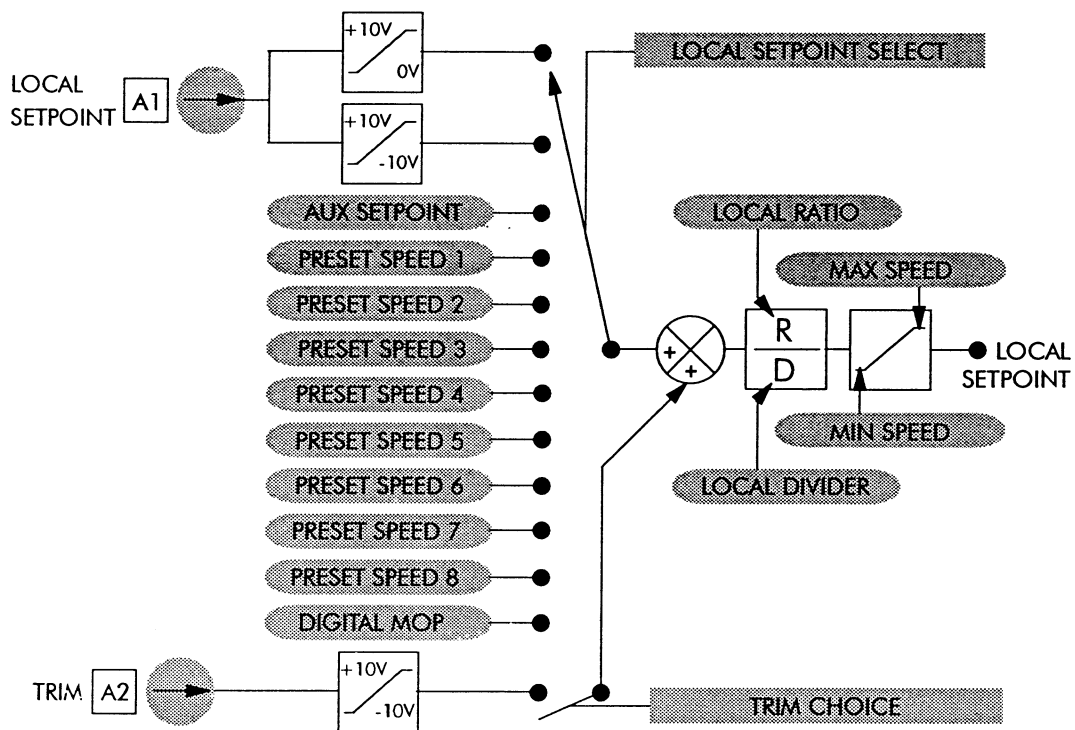 +10V
0V
LOCAL SETPOINT SELECT
LOCAL
SETPOINT
A1
+10V
-10V
AUX SETPOINT
PRESET SPEED 1
PRESET SPEED 2
PRESET SPEED 3
PRESET SPEED 4
PRESET SPEED 5
PRESET SPEED 6
PRESET SPEED 7
PRESET SPEED 8
DIGITAL MOP
LOCAL RATIO
MAX SPEED
+
+
R
D
LOCAL
SETPOINT
MIN SPEED
LOCAL DIVIDER
TRIM
A2
+10V
-10V
TRIM CHOICE